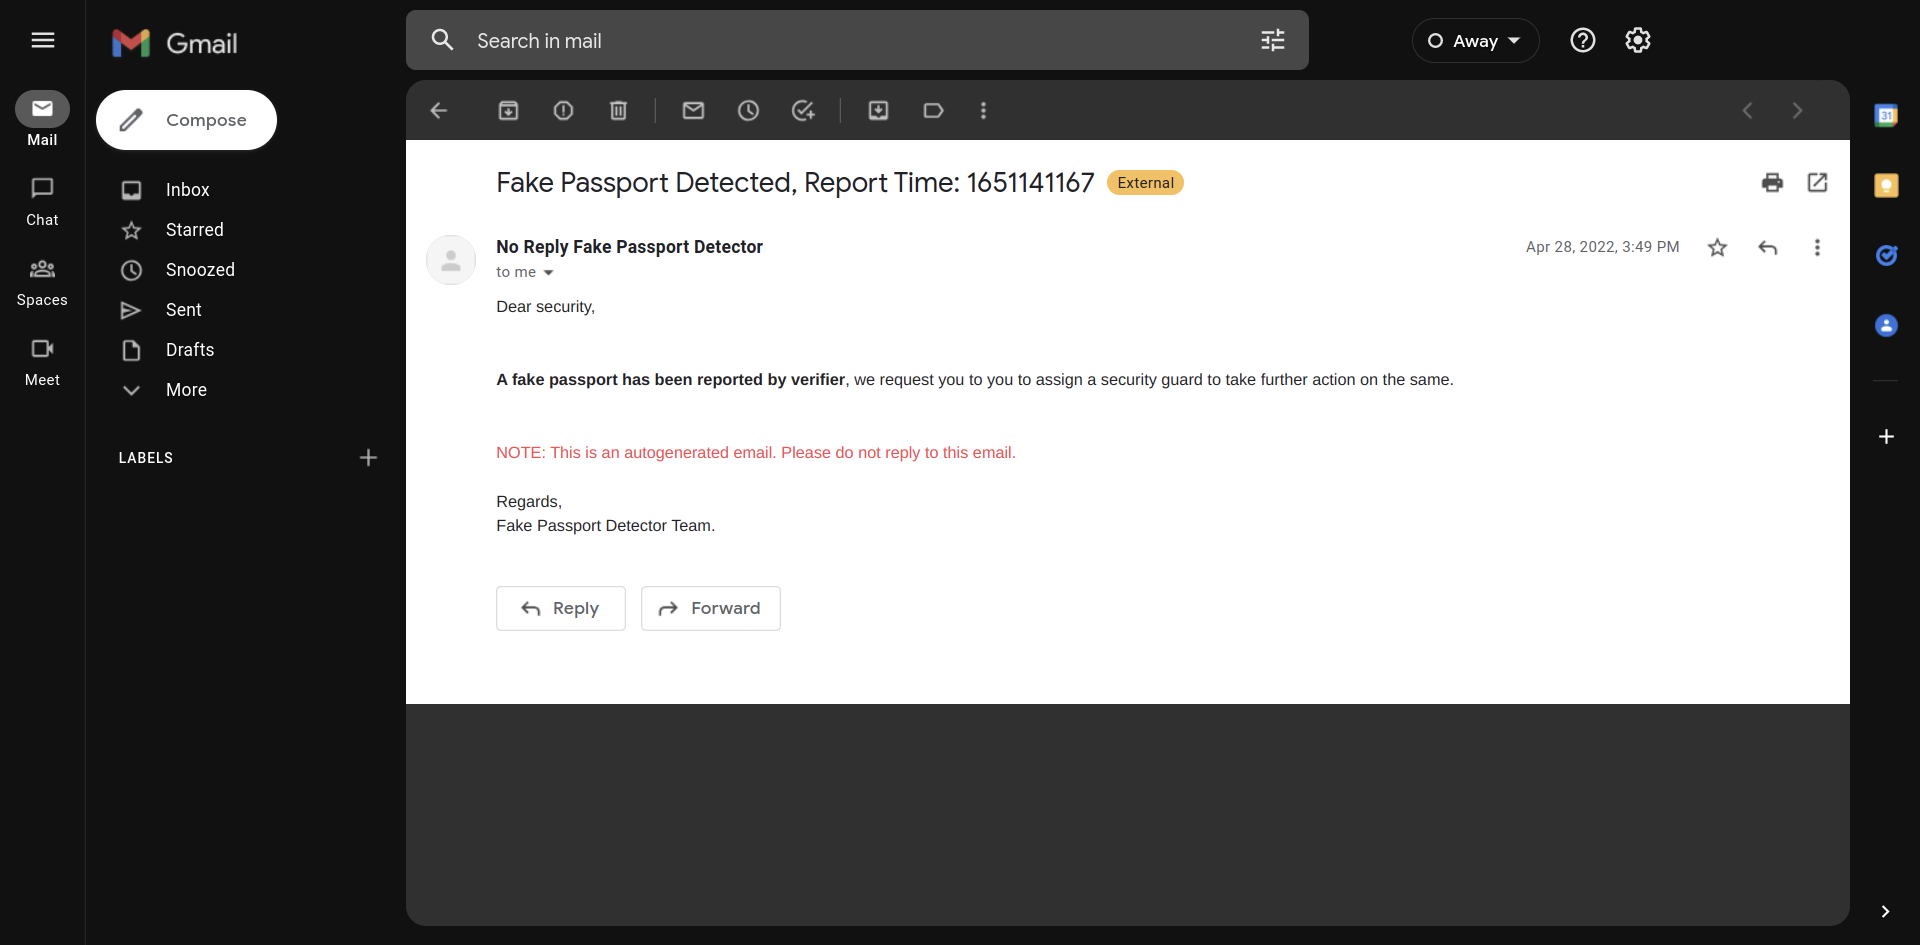 Gmail
Search in mail
Away
Compose
Mail
Chat
Spaces
Meet
Inbox
Starred
Snoozed
Sent
Drafts
More
LABELS
Fake Passport Detected, Report Time: 1651141167 External
No Reply Fake Passport Detector
Apr 28, 2022, 3:49 PM
to me
Dear security,
A fake passport has been reported by verifier, we request you to you to assign a security guard to take further action on the same.
NOTE: This is an autogenerated email. Please do not reply to this email.
Regards,
Fake Passport Detector Team.
Reply
Forward
31